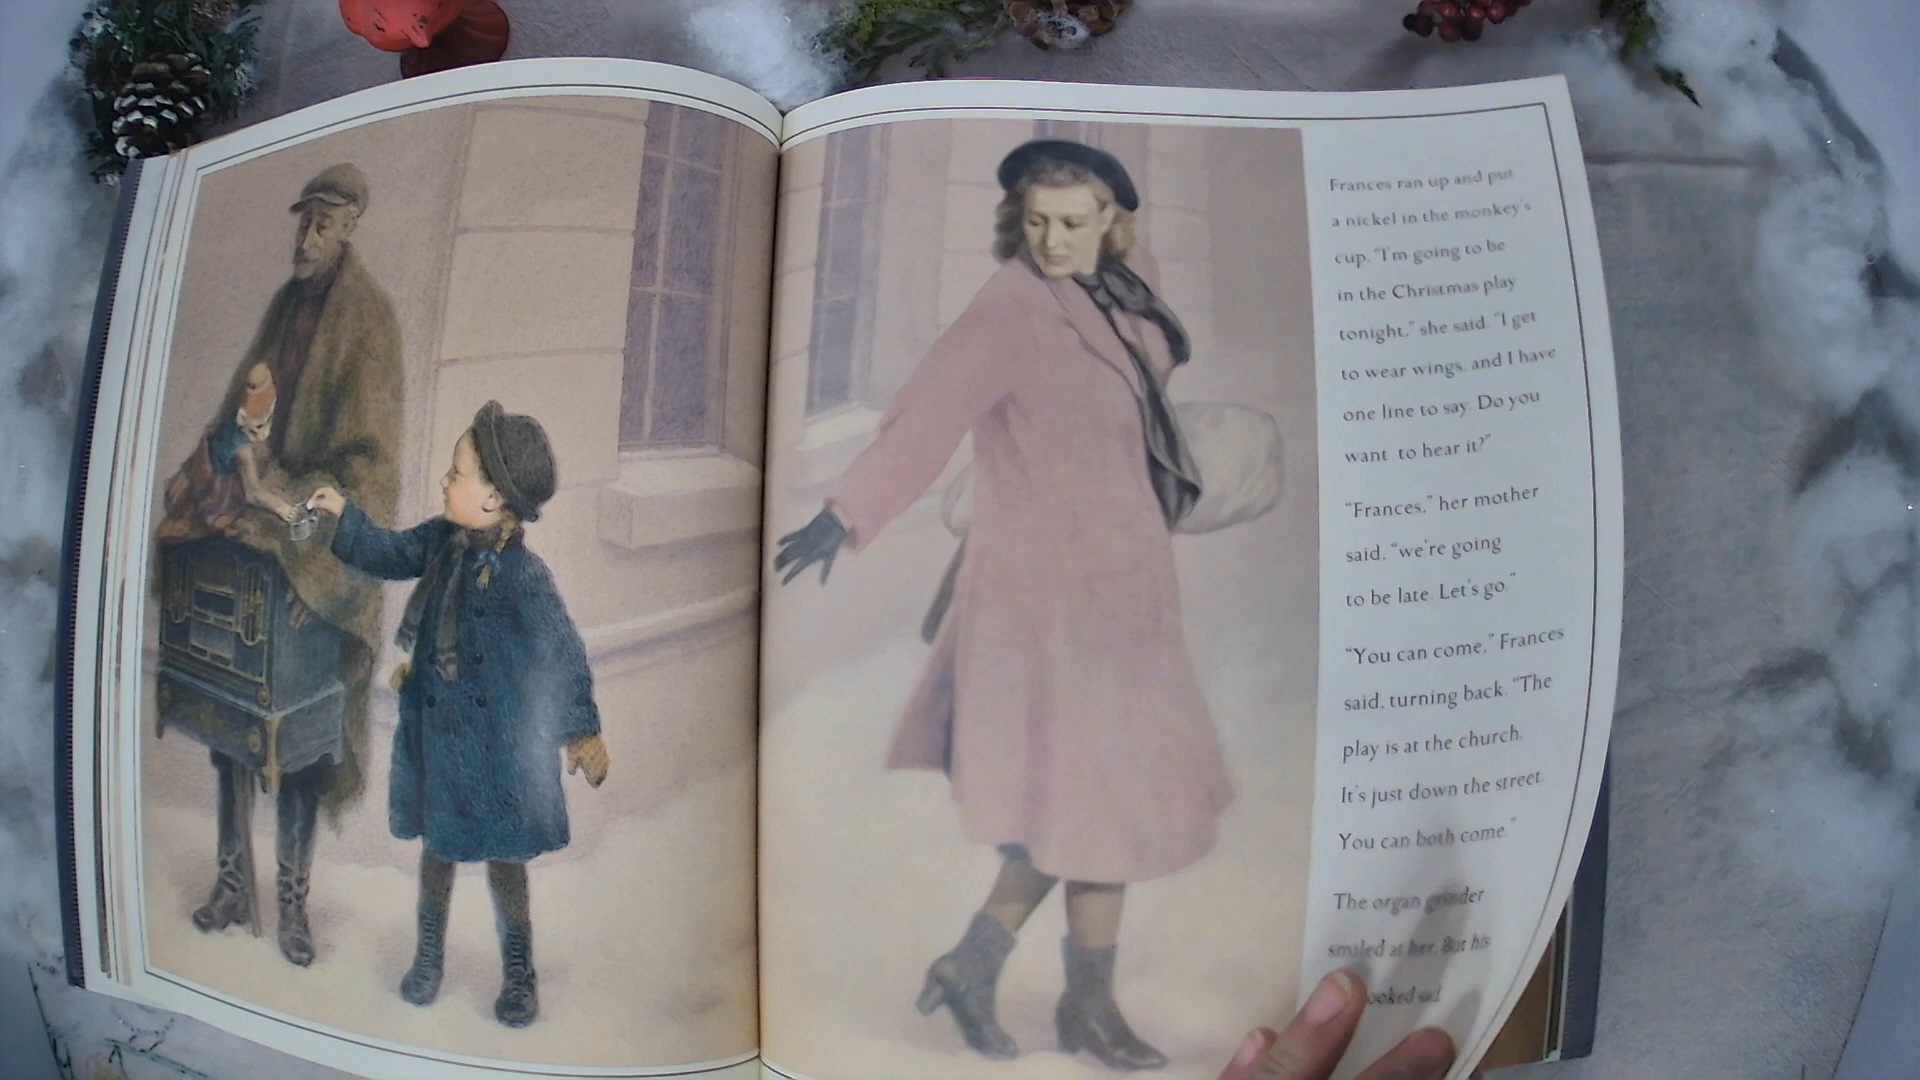 Frances ran up and put
a nickel in the monkey's
cup. "I'm going to be
in the Christmas play
tonight," she said. "I get
to wear wings, and I have
one line to say. Do you
want to hear it?"
"Frances," her mother
said, "we're going
to be late. Let's go."
"You can come," Frances
said, turning back. "The
play is at the church.
It's just down the street.
You can both come."
The organ grinder
smiled at her. But his
looked sad.